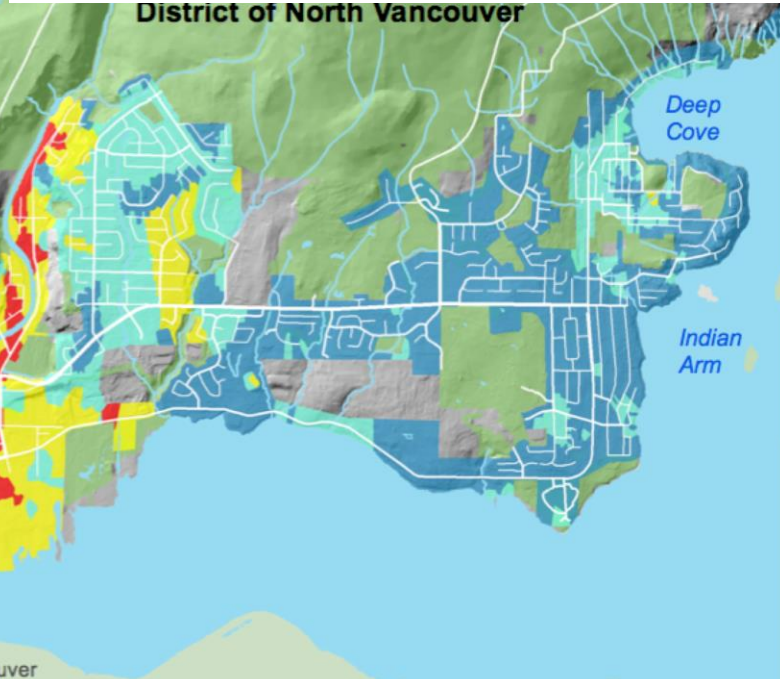 District of North Vancouver
Deep
Cove
Indian
Arm
uver